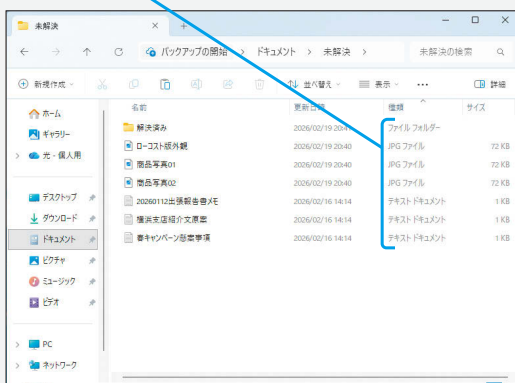 未解決
バックアップの開始 > ドキュメント > 未解決 >
未解決の検索
新規作成
並べ替え
表示
詳細
名前 更新日時 種類 サイズ
解決済み 2026/02/19 20:41 ファイル フォルダー
ロースト版外観 2026/02/19 20:40 JPG ファイル 72 KB
商品写真01 2026/02/19 20:40 JPG ファイル 72 KB
商品写真02 2026/02/19 20:40 JPG ファイル 72 KB
20260112出張報告書メモ 2026/02/16 14:14 テキスト ドキュメント 1 KB
横浜支店紹介文原案 2026/02/16 14:14 テキスト ドキュメント 1 KB
春キャンペーン懸案事項 2026/02/16 14:14 テキスト ドキュメント 1 KB
ホーム
ギャラリー
光 - 個人用
デスクトップ
ダウンロード
ドキュメント
ピクチャ
ミュージック
ビデオ
PC
ネットワーク